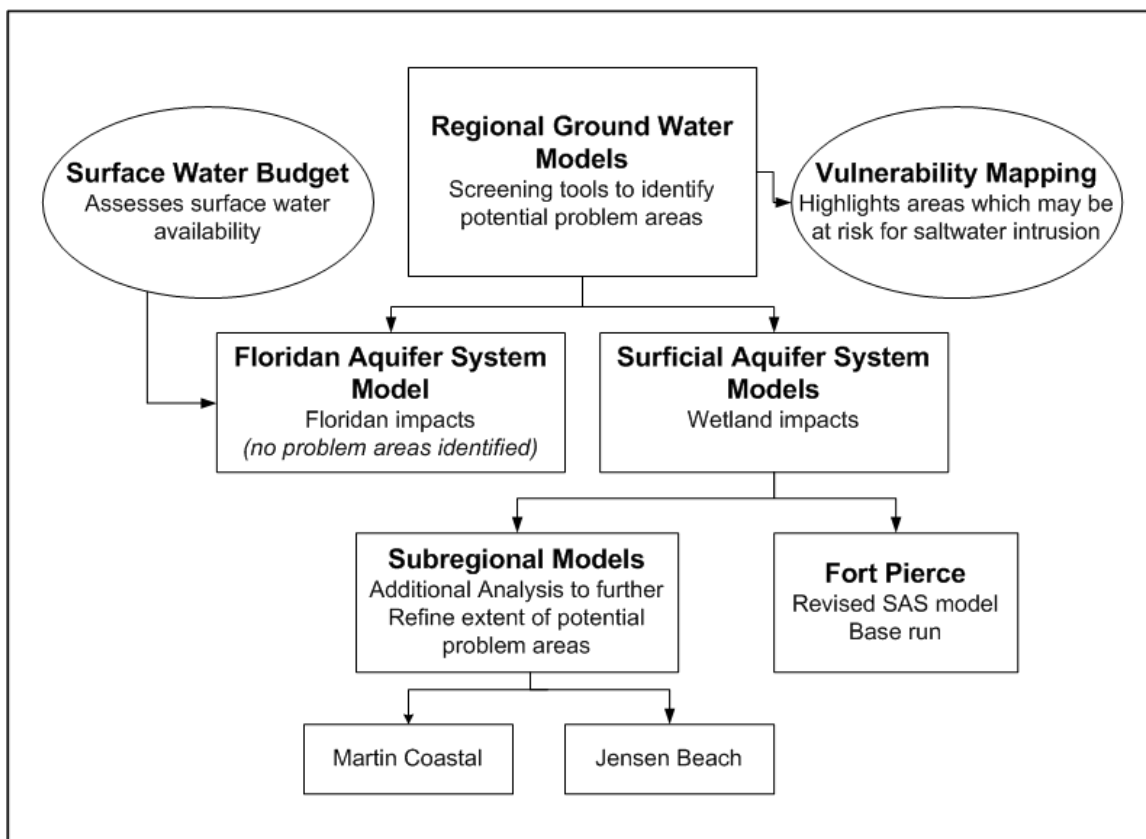 Regional Ground Water
Models
Screening tools to identify
potential problem areas
Surface Water Budget
Assesses surface water
availability
Vulnerability Mapping
Highlights areas which may be
at risk for saltwater intrusion
Floridan Aquifer System
Model
Floridan impacts
(no problem areas identified)
Surficial Aquifer System
Models
Wetland impacts
Subregional Models
Additional Analysis to further
Refine extent of potential
problem areas
Fort Pierce
Revised SAS model
Base run
Martin Coastal
Jensen Beach